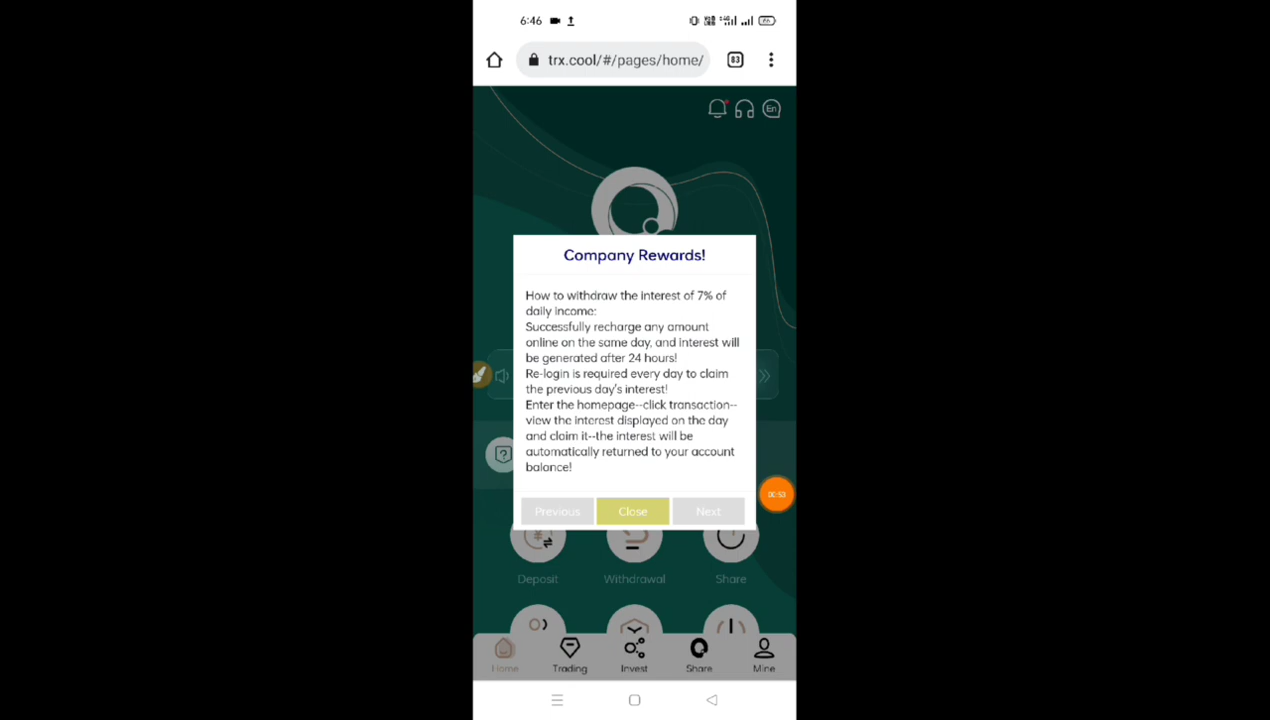 6:46
trx.cool/#/pages/home/
83
En
Company Rewards!
How to withdraw the interest of 7% of
daily income:
Successfully recharge any amount
online on the same day, and interest will
be generated after 24 hours!
Re-login is required every day to claim
the previous day's interest!
Enter the homepage--click transaction--
view the interest displayed on the day
and claim it--the interest will be
automatically returned to your account
balance!
Previous
Close
Next
Deposit
Withdrawal
Share
Home
Trading
Invest
Share
Mine